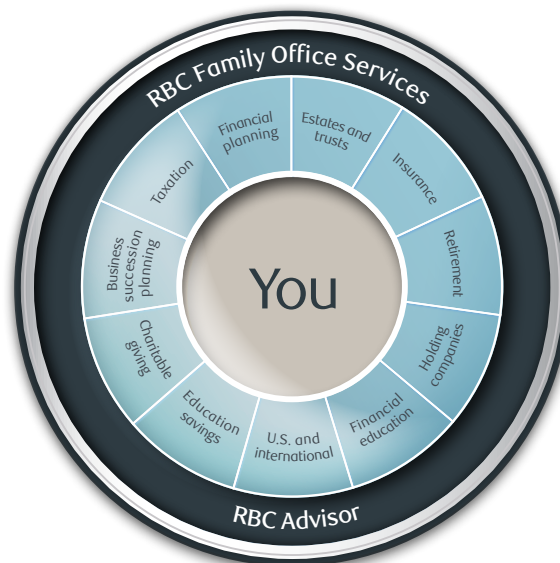 RBC Family Office Services
Financial
planning
Estates and
trusts
Insurance
Retirement
Holding
companies
Financial
education
U.S. and
international
Education
savings
Charitable
giving
Business
succession
planning
Taxation
You
RBC Advisor